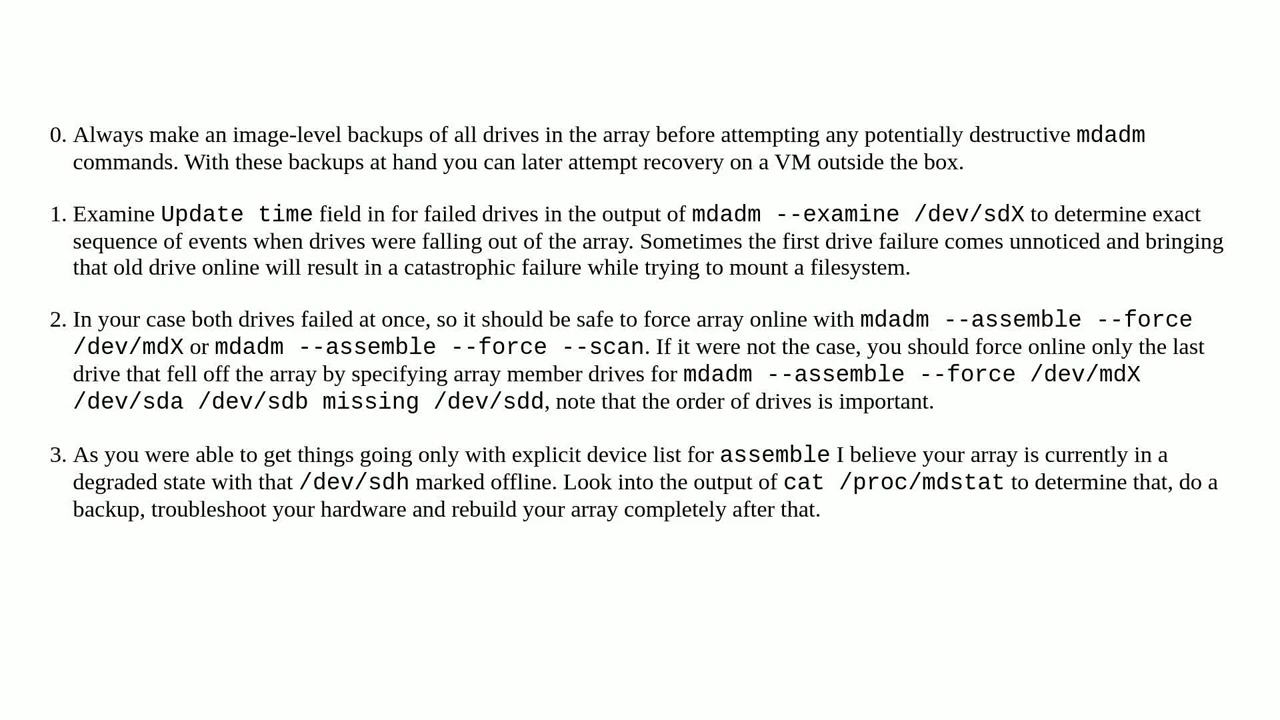 0. Always make an image-level backups of all drives in the array before attempting any potentially destructive mdadm
commands. With these backups at hand you can later attempt recovery on a VM outside the box.
1. Examine Update time field in for failed drives in the output of mdadm --examine /dev/sdX to determine exact
sequence of events when drives were falling out of the array. Sometimes the first drive failure comes unnoticed and bringing
that old drive online will result in a catastrophic failure while trying to mount a filesystem.
2. In your case both drives failed at once, so it should be safe to force array online with mdadm --assemble --force
/dev/mdX or mdadm --assemble --force --scan. If it were not the case, you should force online only the last
drive that fell off the array by specifying array member drives for mdadm --assemble --force /dev/mdX
/dev/sda /dev/sdb missing /dev/sdd, note that the order of drives is important.
3. As you were able to get things going only with explicit device list for assemble I believe your array is currently in a
degraded state with that /dev/sdh marked offline. Look into the output of cat /proc/mdstat to determine that, do a
backup, troubleshoot your hardware and rebuild your array completely after that.